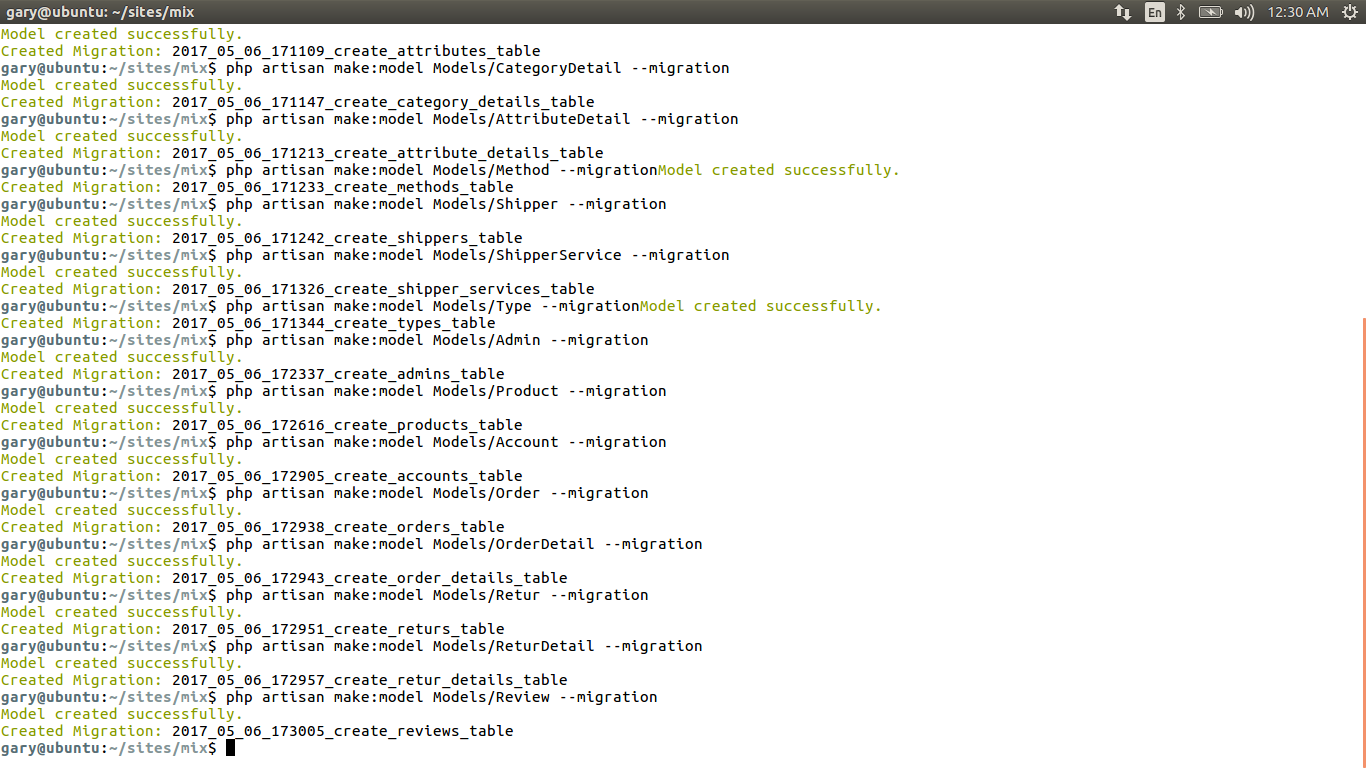 gary@ubuntu: ~/sites/mix
En
12:30 AM
Model created successfully.
Created Migration: 2017_05_06_171109_create_attributes_table
gary@ubuntu:~/sites/mix$ php artisan make:model Models/CategoryDetail --migration
Model created successfully.
Created Migration: 2017_05_06_171147_create_category_details_table
gary@ubuntu:~/sites/mix$ php artisan make:model Models/AttributeDetail --migration
Model created successfully.
Created Migration: 2017_05_06_171213_create_attribute_details_table
gary@ubuntu:~/sites/mix$ php artisan make:model Models/Method --migrationModel created successfully.
Created Migration: 2017_05_06_171233_create_methods_table
gary@ubuntu:~/sites/mix$ php artisan make:model Models/Shipper --migration
Model created successfully.
Created Migration: 2017_05_06_171242_create_shippers_table
gary@ubuntu:~/sites/mix$ php artisan make:model Models/ShipperService --migration
Model created successfully.
Created Migration: 2017_05_06_171326_create_shipper_services_table
gary@ubuntu:~/sites/mix$ php artisan make:model Models/Type --migrationModel created successfully.
Created Migration: 2017_05_06_171344_create_types_table
gary@ubuntu:~/sites/mix$ php artisan make:model Models/Admin --migration
Model created successfully.
Created Migration: 2017_05_06_172337_create_admins_table
gary@ubuntu:~/sites/mix$ php artisan make:model Models/Product --migration
Model created successfully.
Created Migration: 2017_05_06_172616_create_products_table
gary@ubuntu:~/sites/mix$ php artisan make:model Models/Account --migration
Model created successfully.
Created Migration: 2017_05_06_172905_create_accounts_table
gary@ubuntu:~/sites/mix$ php artisan make:model Models/Order --migration
Model created successfully.
Created Migration: 2017_05_06_172938_create_orders_table
gary@ubuntu:~/sites/mix$ php artisan make:model Models/OrderDetail --migration
Model created successfully.
Created Migration: 2017_05_06_172943_create_order_details_table
gary@ubuntu:~/sites/mix$ php artisan make:model Models/Retur --migration
Model created successfully.
Created Migration: 2017_05_06_172951_create_returs_table
gary@ubuntu:~/sites/mix$ php artisan make:model Models/ReturDetail --migration
Model created successfully.
Created Migration: 2017_05_06_172957_create_retur_details_table
gary@ubuntu:~/sites/mix$ php artisan make:model Models/Review --migration
Model created successfully.
Created Migration: 2017_05_06_173005_create_reviews_table
gary@ubuntu:~/sites/mix$